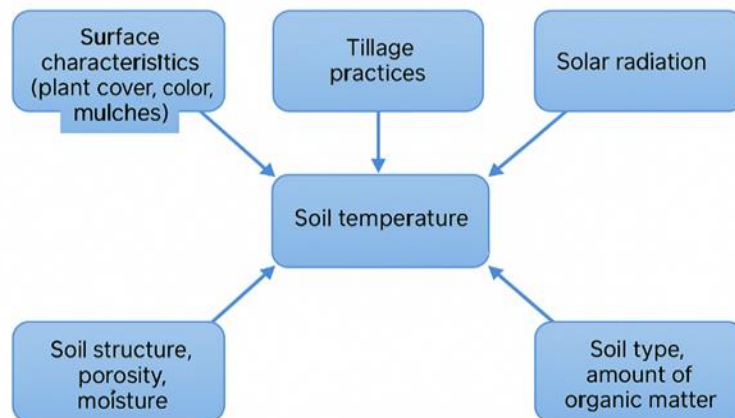 Surface
characteristics
(plant cover, color,
mulches)
Tillage
practices
Solar radiation
Soil temperature
Soil structure,
porosity,
moisture
Soil type,
amount of
organic matter